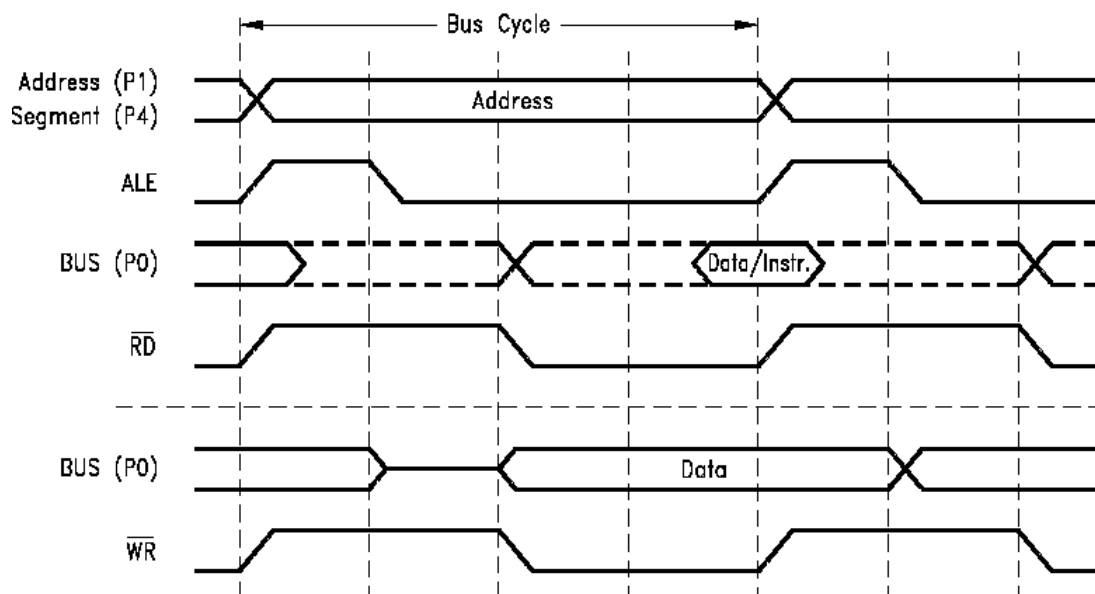 Bus Cycle
Address (P1)
Segment (P4)
Address
ALE
BUS (P0)
Data/Instr.
RD
BUS (P0)
Data
WR